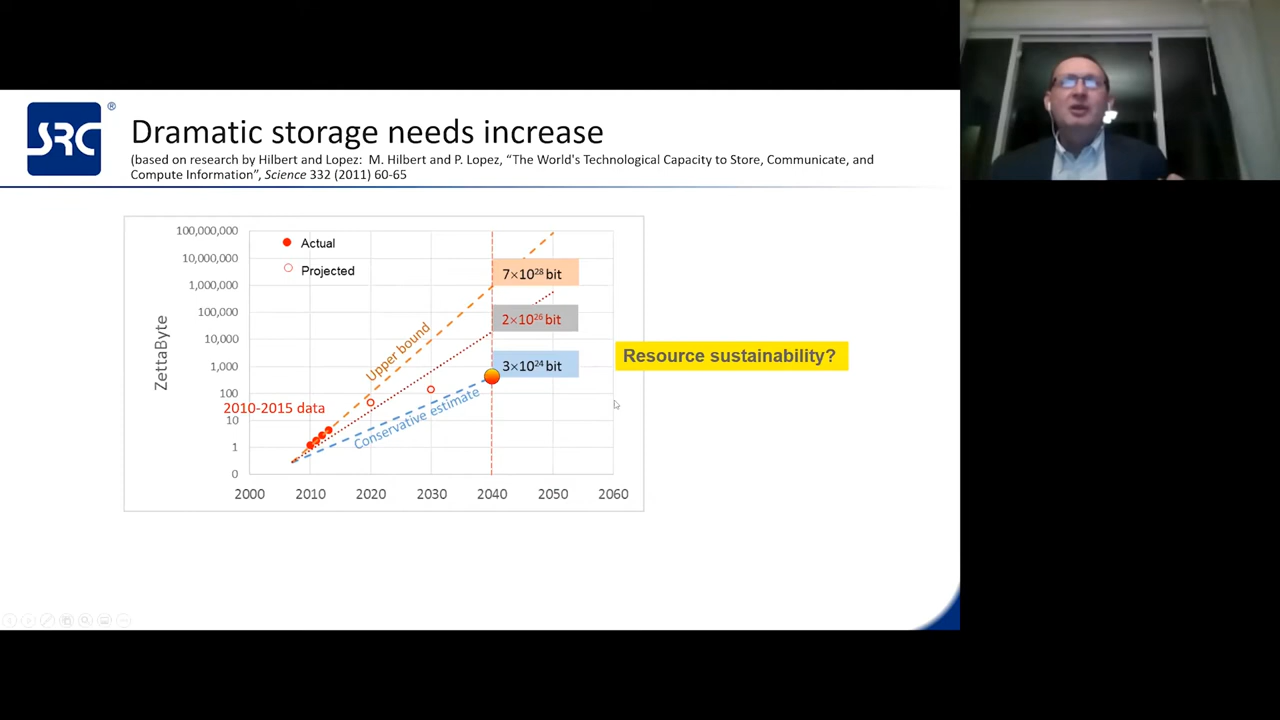 SRC
®
Dramatic storage needs increase
(based on research by Hilbert and Lopez: M. Hilbert and P. Lopez, “The World's Technological Capacity to Store, Communicate, and
Compute Information”, Science 332 (2011) 60-65
100,000,000
10,000,000
1,000,000
100,000
10,000
1,000
100
10
1
0
ZettaByte
Actual
Projected
Upper bound
2010-2015 data
Conservative estimate
7×10²⁸ bit
2×10²⁶ bit
3×10²⁴ bit
Resource sustainability?
2000 2010 2020 2030 2040 2050 2060